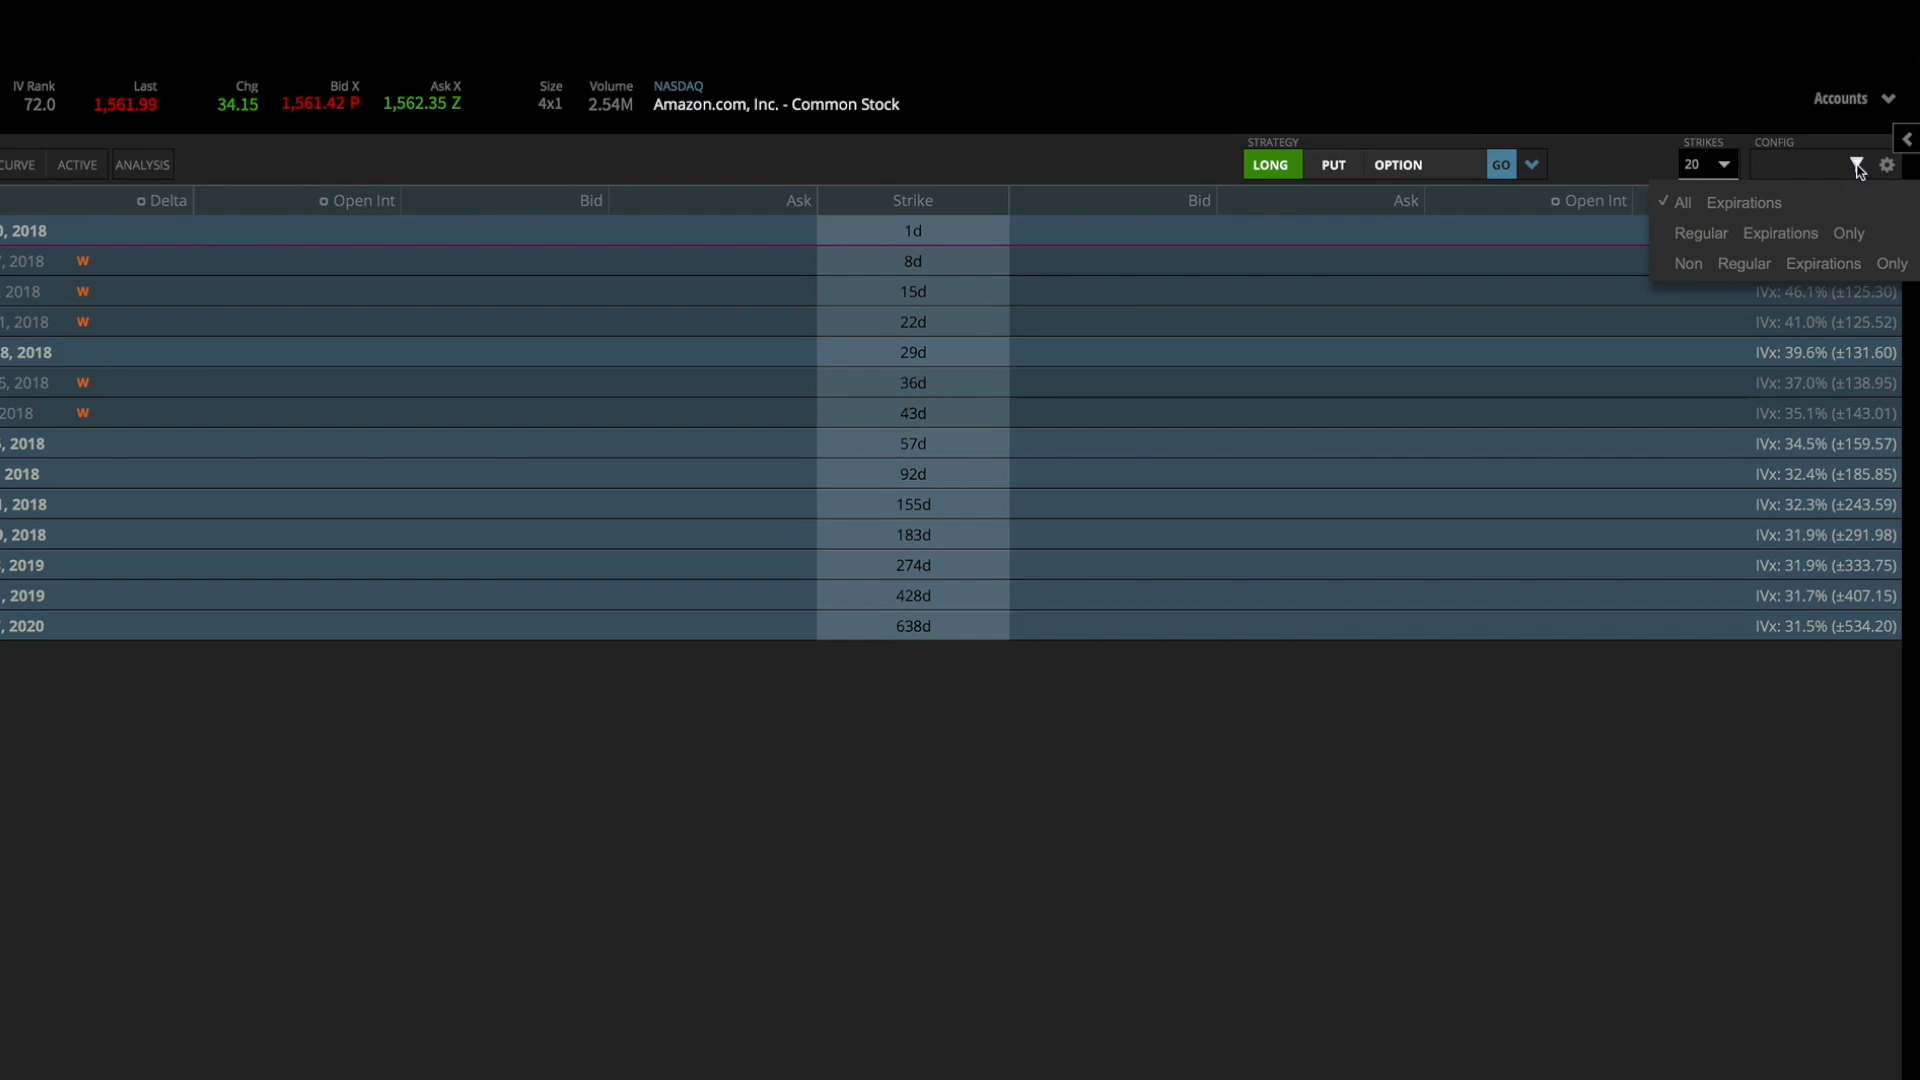 IV Rank Last Chg Bid X Ask X Size Volume NASDAQ
72.0 1,561.99 34.15 1,561.42 P 1,562.35 Z 4x1 2.54M Amazon.com, Inc. - Common Stock
Accounts
STRATEGY STRIKES CONFIG
CURVE ACTIVE ANALYSIS LONG PUT OPTION GO 20
Delta Open Int Bid Ask Strike Bid Ask Open Int
✓ All Expirations
Regular Expirations Only
Non Regular Expirations Only
0, 2018 1d
7, 2018 W 8d
, 2018 W 15d IVx: 46.1% (±125.30)
1, 2018 W 22d IVx: 41.0% (±125.52)
8, 2018 29d IVx: 39.6% (±131.60)
5, 2018 W 36d IVx: 37.0% (±138.95)
2018 W 43d IVx: 35.1% (±143.01)
, 2018 57d IVx: 34.5% (±159.57)
2018 92d IVx: 32.4% (±185.85)
1, 2018 155d IVx: 32.3% (±243.59)
, 2018 183d IVx: 31.9% (±291.98)
, 2019 274d IVx: 31.9% (±333.75)
, 2019 428d IVx: 31.7% (±407.15)
, 2020 638d IVx: 31.5% (±534.20)